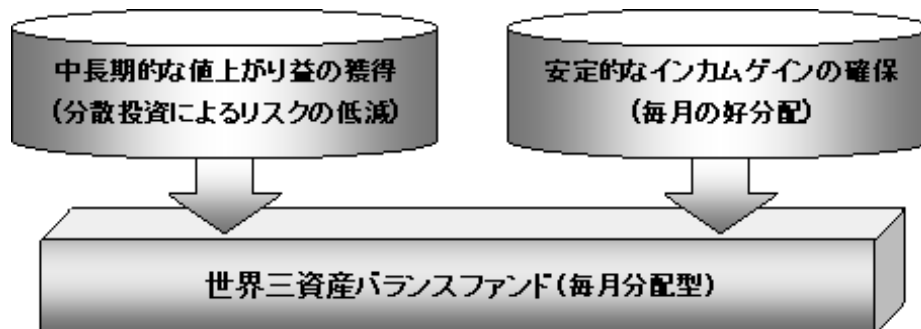 中長期的な値上がり益の獲得
(分散投資によるリスクの低減)
安定的なインカムゲインの確保
(毎月の好分配)
世界三資産バランスファンド(毎月分配型)